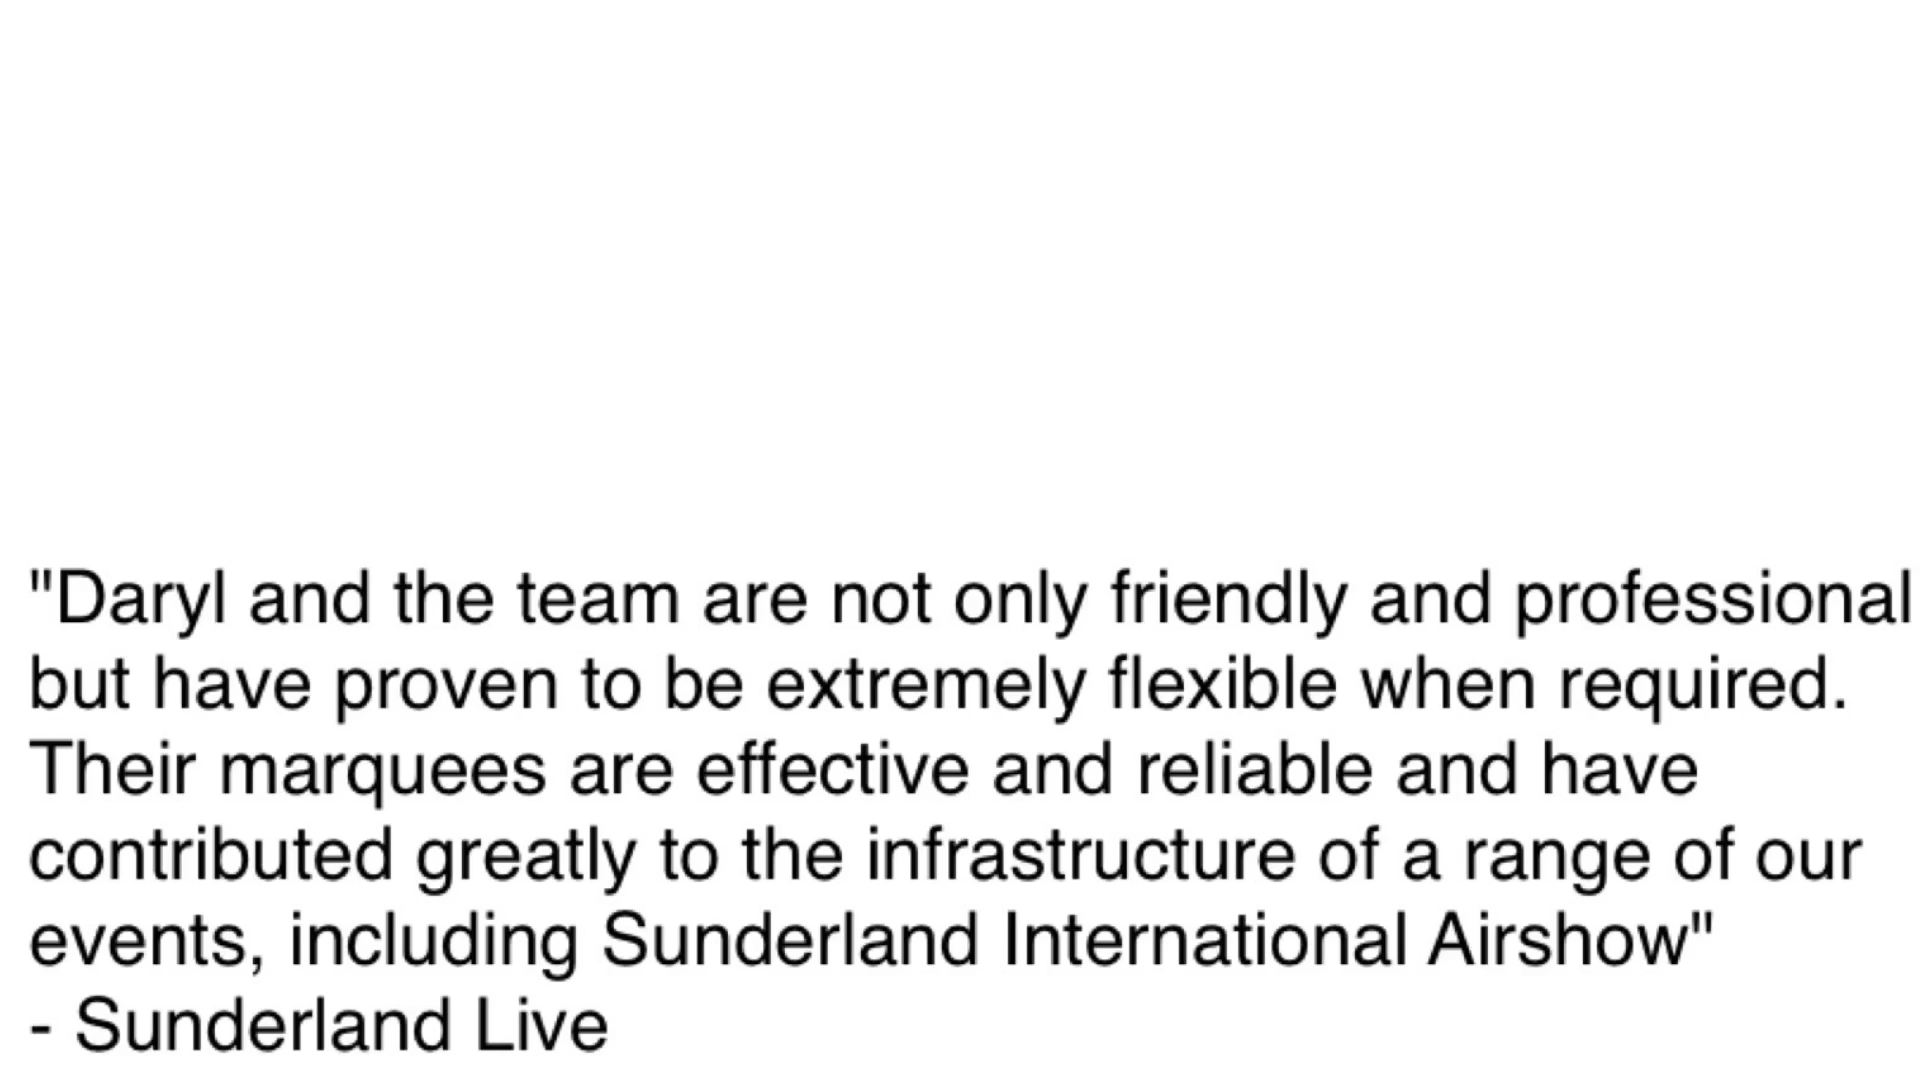 "Daryl and the team are not only friendly and professional
but have proven to be extremely flexible when required.
Their marquees are effective and reliable and have
contributed greatly to the infrastructure of a range of our
events, including Sunderland International Airshow"
- Sunderland Live